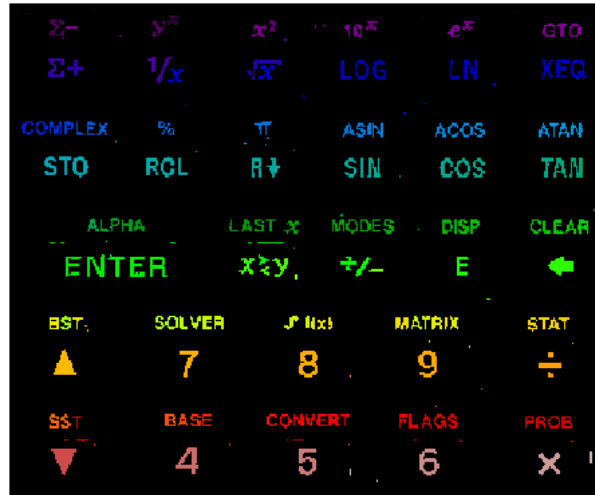 Σ- y^x x² 10^x e^x GTO
Σ+ 1/x √x LOG LN XEQ
COMPLEX % π ASIN ACOS ATAN
STO RCL R↓ SIN COS TAN
ALPHA LAST x MODES DISP CLEAR
ENTER x≷y +/- E ←
BST SOLVER ∫f(x) MATRIX STAT
▲ 7 8 9 ÷
SST BASE CONVERT FLAGS PROB
▼ 4 5 6 ×